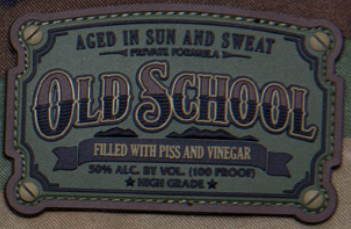 AGED IN SUN AND SWEAT
PRIVATE FORMULA
OLD SCHOOL
FILLED WITH PISS AND VINEGAR
50% ALC. BY VOL. (100 PROOF)
★ HIGH GRADE ★